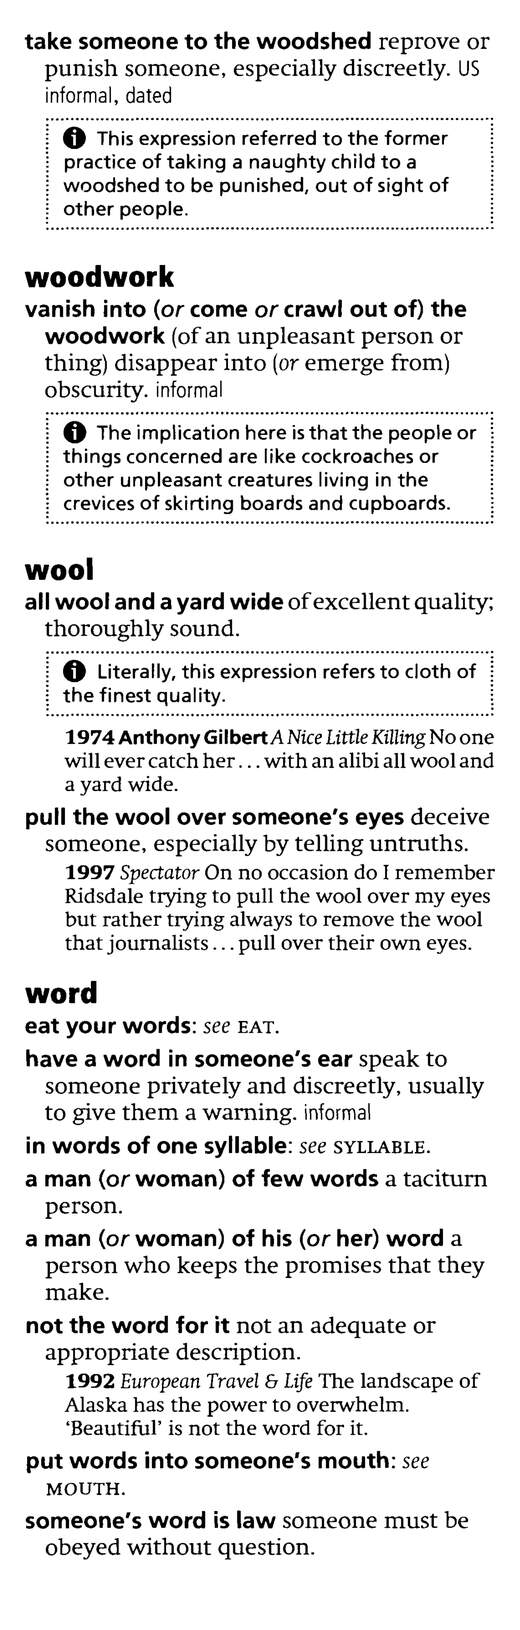 take someone to the woodshed reprove or
punish someone, especially discreetly. US
informal, dated
This expression referred to the former
practice of taking a naughty child to a
woodshed to be punished, out of sight of
other people.
woodwork
vanish into (or come or crawl out of) the
woodwork (of an unpleasant person or
thing) disappear into (or emerge from)
obscurity. informal
The implication here is that the people or
things concerned are like cockroaches or
other unpleasant creatures living in the
crevices of skirting boards and cupboards.
wool
all wool and a yard wide of excellent quality;
thoroughly sound.
Literally, this expression refers to cloth of
the finest quality.
1974 Anthony Gilbert A Nice Little Killing No one
will ever catch her... with an alibi all wool and
a yard wide.
pull the wool over someone's eyes deceive
someone, especially by telling untruths.
1997 Spectator On no occasion do I remember
Ridsdale trying to pull the wool over my eyes
but rather trying always to remove the wool
that journalists... pull over their own eyes.
word
eat your words: see EAT.
have a word in someone's ear speak to
someone privately and discreetly, usually
to give them a warning. informal
in words of one syllable: see SYLLABLE.
a man (or woman) of few words a taciturn
person.
a man (or woman) of his (or her) word a
person who keeps the promises that they
make.
not the word for it not an adequate or
appropriate description.
1992 European Travel & Life The landscape of
Alaska has the power to overwhelm.
‘Beautiful’ is not the word for it.
put words into someone's mouth: see
MOUTH.
someone's word is law someone must be
obeyed without question.